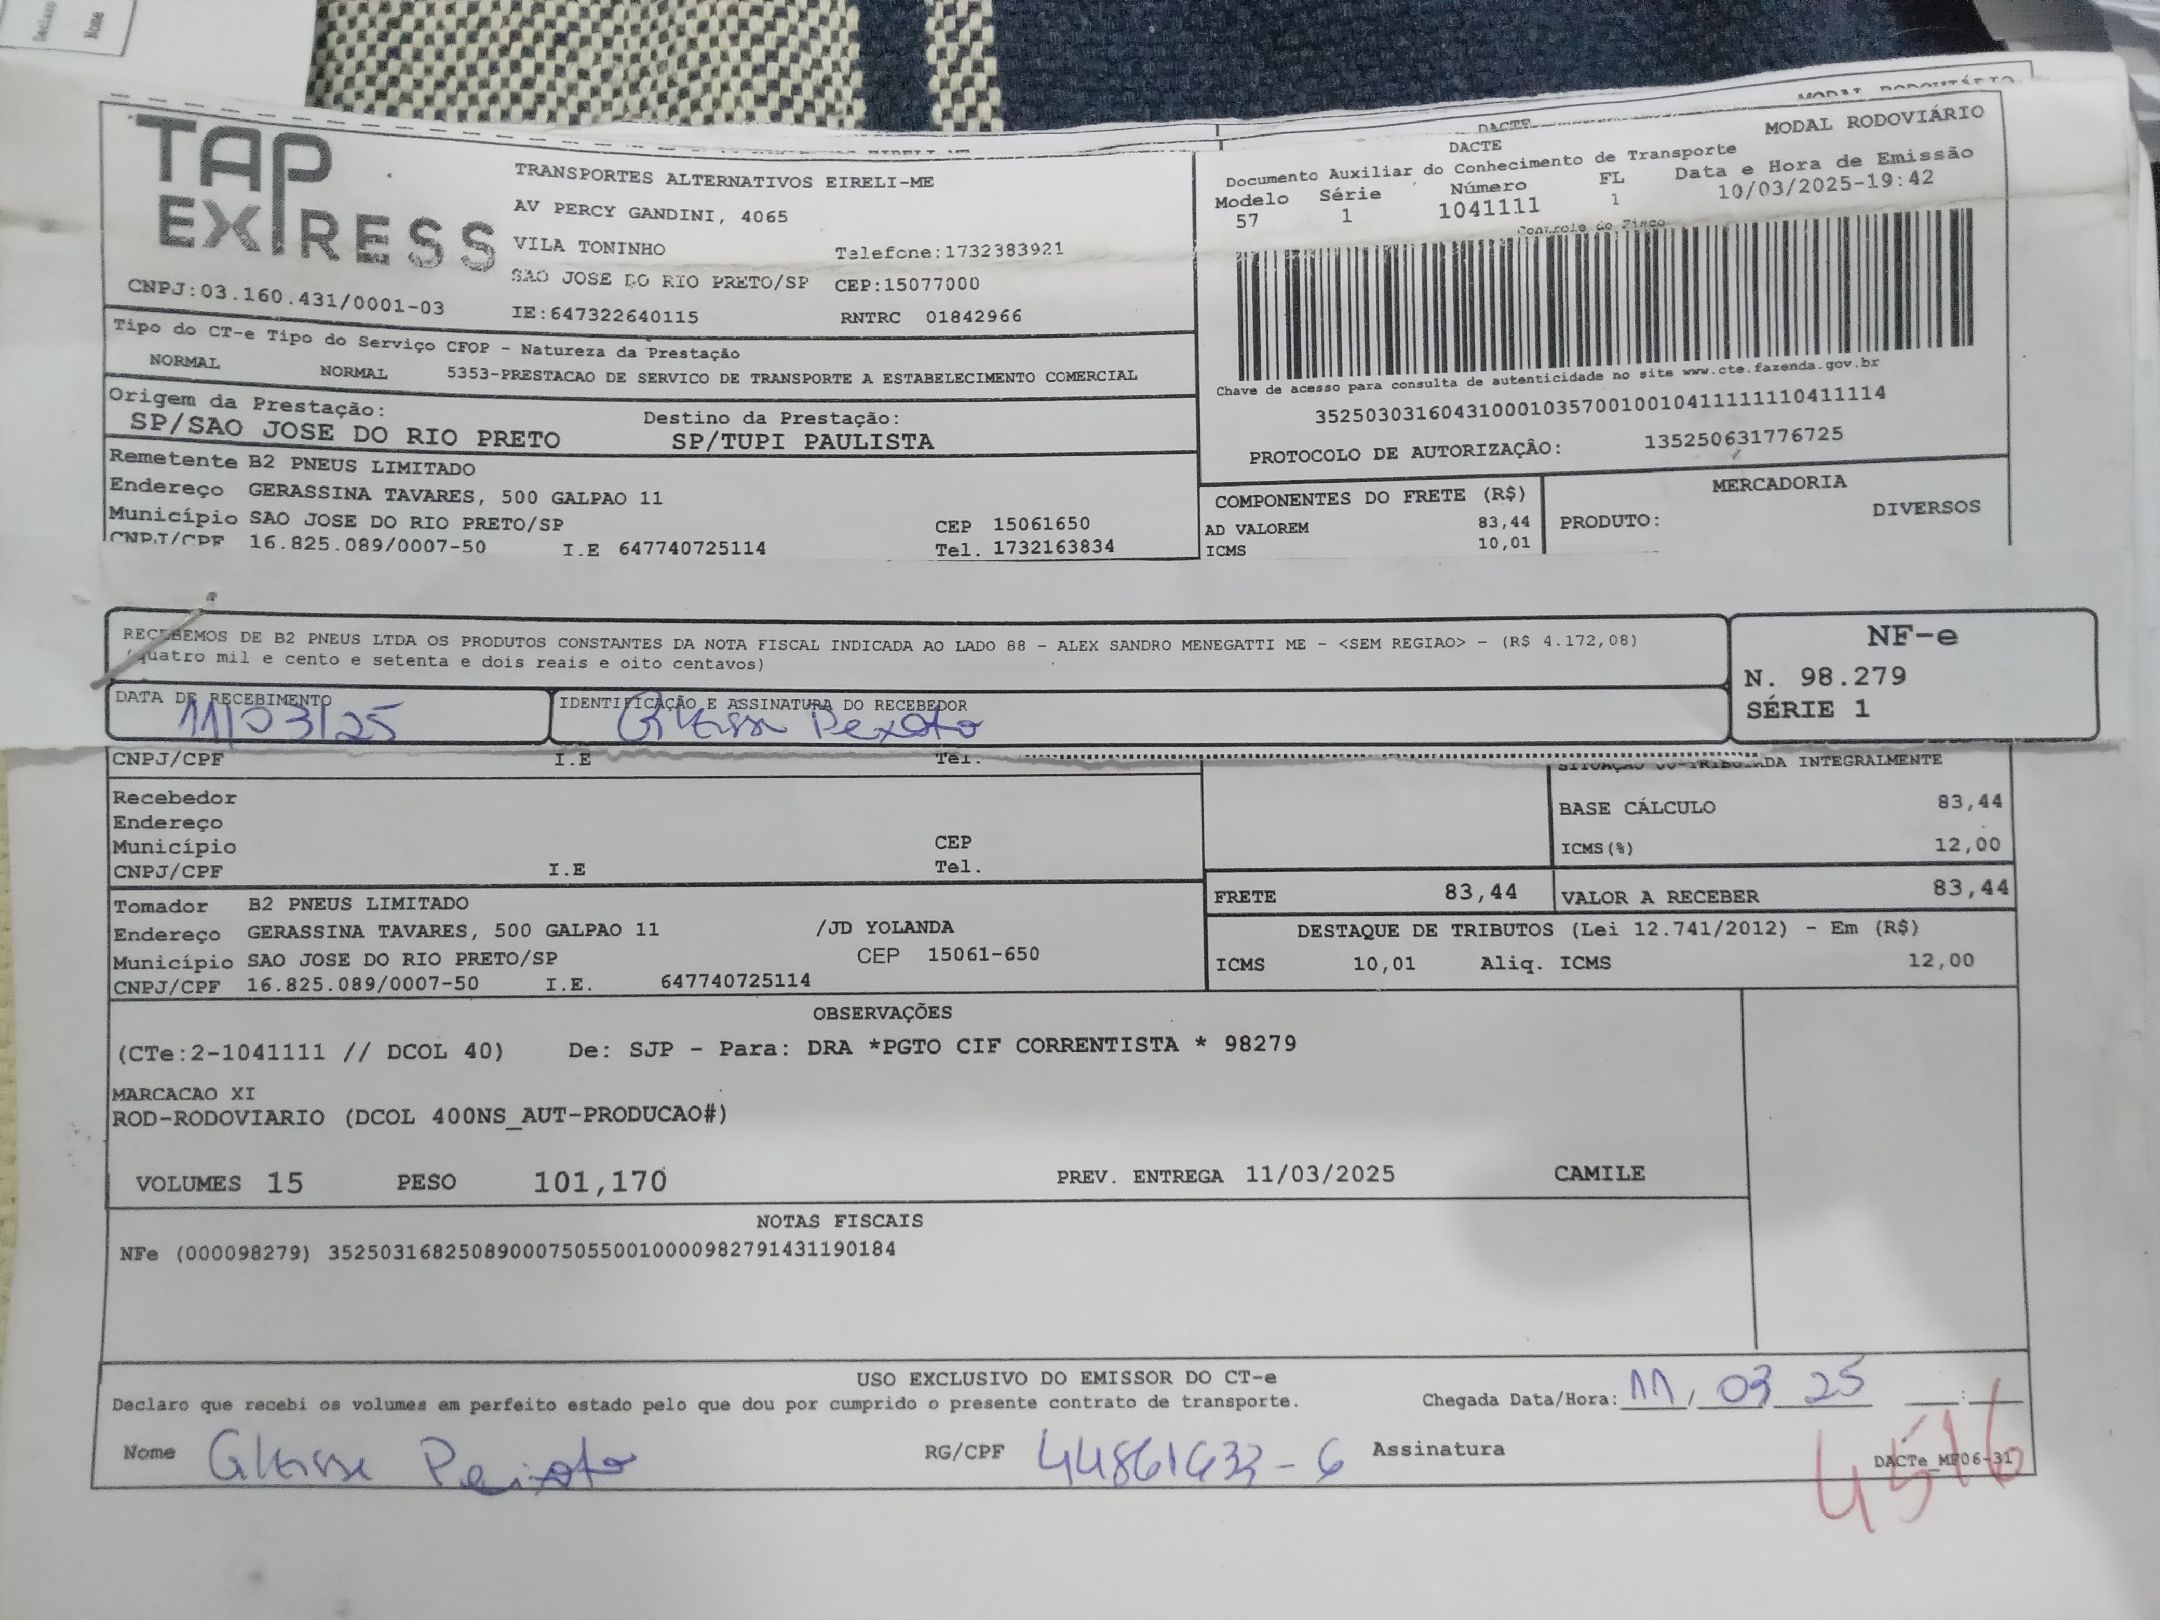 TAP
EXPRESS
TRANSPORTES ALTERNATIVOS EIRELI-ME
AV PERCY GANDINI, 4065
VILA TONINHO Telefone:1732383921
SAO JOSE DO RIO PRETO/SP CEP:15077000
CNPJ:03.160.431/0001-03 IE:647322640115 RNTRC 01842966
DACTE MODAL RODOVIÁRIO
Documento Auxiliar do Conhecimento de Transporte
Modelo Série Número FL Data e Hora de Emissão
57 1 1041111 1 10/03/2025-19:42
Controle do Fisco
Chave de acesso para consulta de autenticidade no site www.cte.fazenda.gov.br
35250303160431000103570010010411111110411114
PROTOCOLO DE AUTORIZAÇÃO: 135250631776725
Tipo do CT-e Tipo do Serviço CFOP - Natureza da Prestação
NORMAL NORMAL 5353-PRESTACAO DE SERVICO DE TRANSPORTE A ESTABELECIMENTO COMERCIAL
Origem da Prestação: Destino da Prestação:
SP/SAO JOSE DO RIO PRETO SP/TUPI PAULISTA
Remetente B2 PNEUS LIMITADO
Endereço GERASSINA TAVARES, 500 GALPAO 11
Município SAO JOSE DO RIO PRETO/SP CEP 15061650
CNPJ/CPF 16.825.089/0007-50 I.E 647740725114 Tel. 1732163834
COMPONENTES DO FRETE (R$) MERCADORIA
AD VALOREM 83,44 PRODUTO: DIVERSOS
ICMS 10,01
RECEBEMOS DE B2 PNEUS LTDA OS PRODUTOS CONSTANTES DA NOTA FISCAL INDICADA AO LADO 88 - ALEX SANDRO MENEGATTI ME - <SEM REGIAO> - (R$ 4.172,08)
(quatro mil e cento e setenta e dois reais e oito centavos)
NF-e
N. 98.279
SÉRIE 1
DATA DE RECEBIMENTO IDENTIFICAÇÃO E ASSINATURA DO RECEBEDOR
11/03/25
CNPJ/CPF I.E Tel.
INTEGRALMENTE
Recebedor
Endereço
Município CEP
CNPJ/CPF I.E Tel.
BASE CÁLCULO 83,44
ICMS(%) 12,00
FRETE 83,44 VALOR A RECEBER 83,44
Tomador B2 PNEUS LIMITADO
Endereço GERASSINA TAVARES, 500 GALPAO 11 /JD YOLANDA
Município SAO JOSE DO RIO PRETO/SP CEP 15061-650
CNPJ/CPF 16.825.089/0007-50 I.E. 647740725114
DESTAQUE DE TRIBUTOS (Lei 12.741/2012) - Em (R$)
ICMS 10,01 Aliq. ICMS 12,00
OBSERVAÇÕES
(CTe:2-1041111 // DCOL 40) De: SJP - Para: DRA *PGTO CIF CORRENTISTA * 98279
MARCACAO XI
ROD-RODOVIARIO (DCOL 400NS_AUT-PRODUCAO#)
VOLUMES 15 PESO 101,170 PREV. ENTREGA 11/03/2025 CAMILE
NOTAS FISCAIS
NFe (000098279) 35250316825089000750550010000982791431190184
USO EXCLUSIVO DO EMISSOR DO CT-e
Declaro que recebi os volumes em perfeito estado pelo que dou por cumprido o presente contrato de transporte. Chegada Data/Hora: 11/03 25
Nome Peixoto RG/CPF 44861633-6 Assinatura